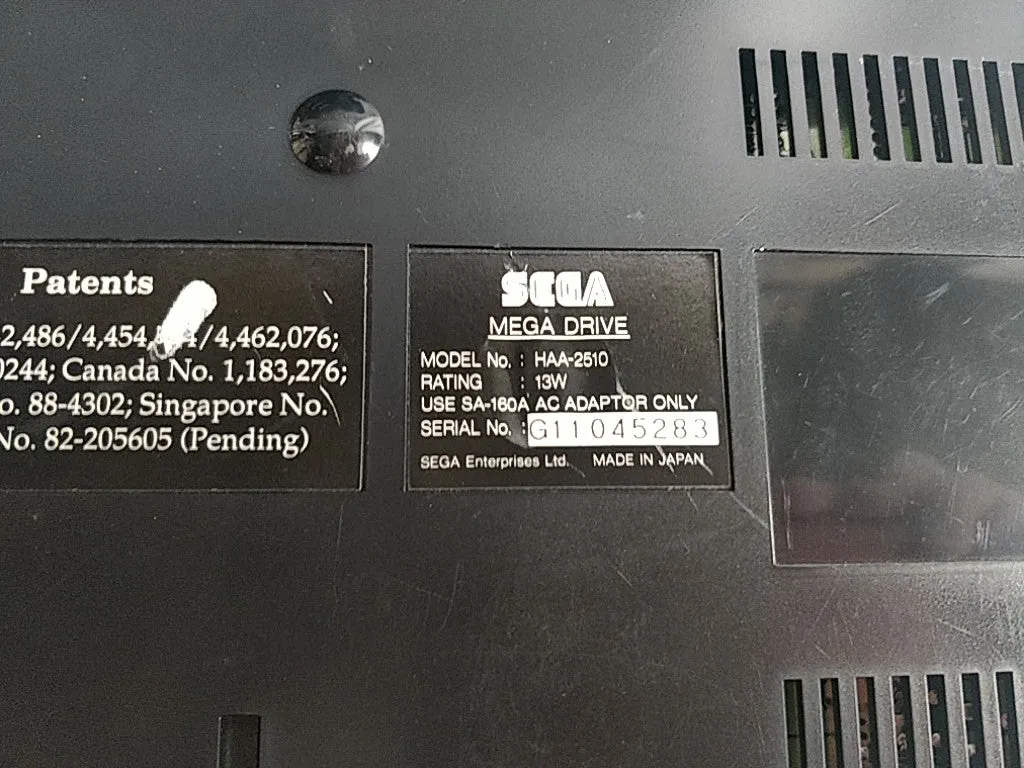 Patents
2,486/4,454, /4,462,076;
0244; Canada No. 1,183,276;
o. 88-4302; Singapore No.
No. 82-205605 (Pending)
SEGA
MEGA DRIVE
MODEL No. : HAA-2510
RATING : 13W
USE SA-160A AC ADAPTOR ONLY
SERIAL No. : G11045283
SEGA Enterprises Ltd. MADE IN JAPAN